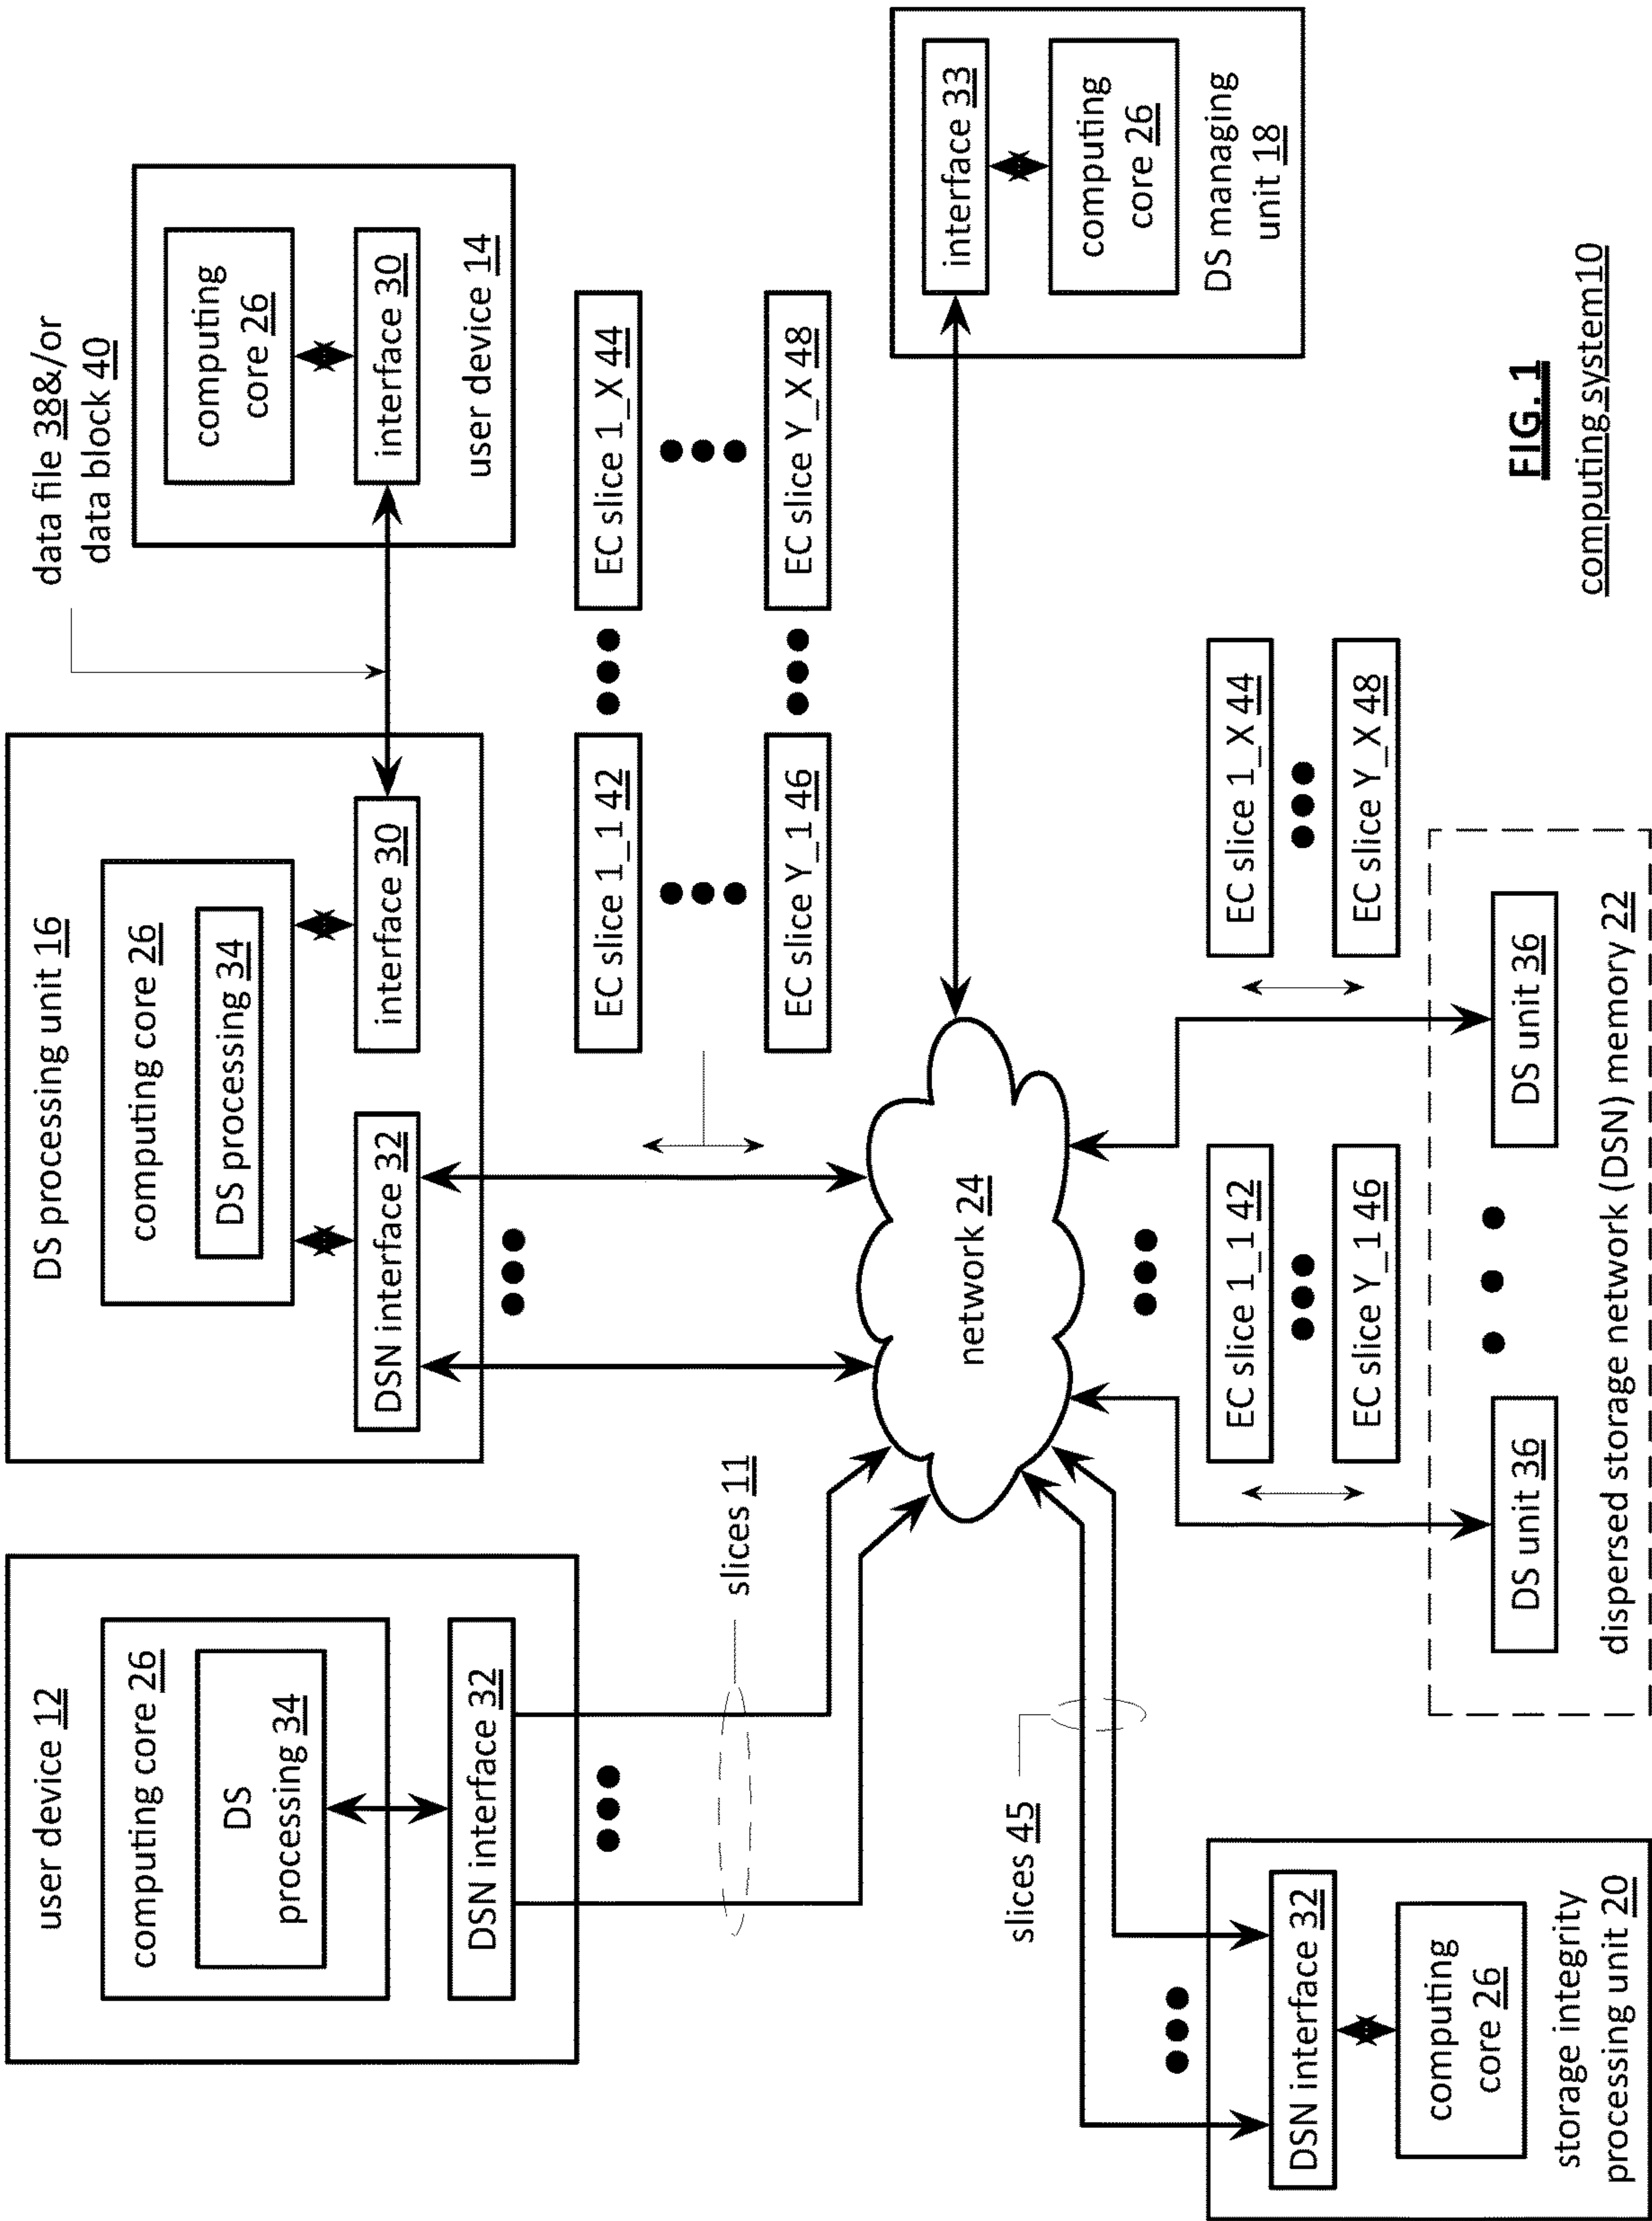 user device 12
computing core 26
DS
processing 34
DSN interface 32
slices 11
DS processing unit 16
computing core 26
DS processing 34
DSN interface 32
interface 30
data file 38&/or
data block 40
computing
core 26
interface 30
user device 14
EC slice 1_1 42
EC slice 1_X 44
EC slice Y_1 46
EC slice Y_X 48
network 24
interface 33
computing
core 26
DS managing
unit 18
slices 45
DSN interface 32
computing
core 26
storage integrity
processing unit 20
EC slice 1_1 42
EC slice Y_1 46
EC slice 1_X 44
EC slice Y_X 48
DS unit 36
DS unit 36
dispersed storage network (DSN) memory 22
FIG. 1
computing system10